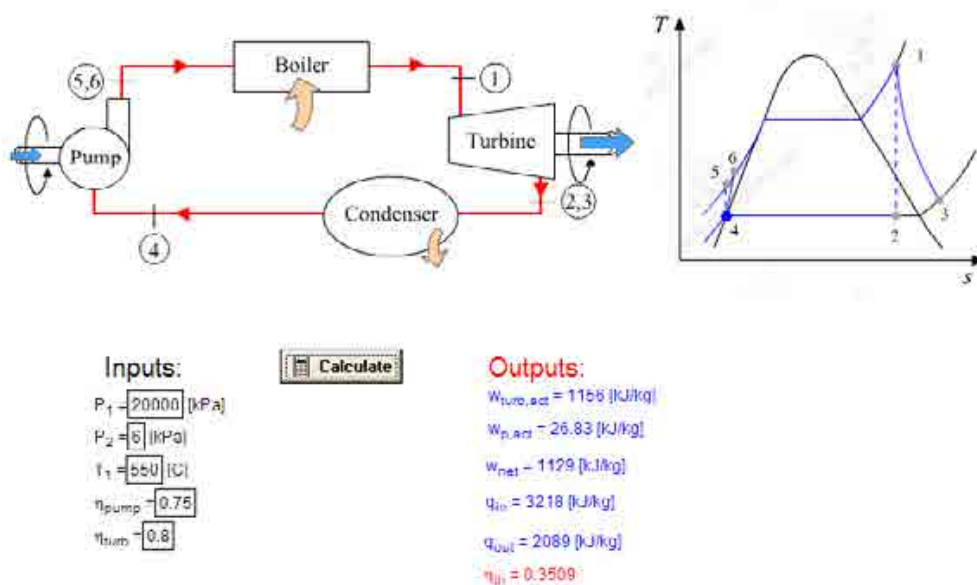 Boiler
5,6
1
Turbine
Pump
2,3
Condenser
4
T
1
6
5
4
2
3
s
Inputs:
P1 = 20000 [kPa]
P2 = 6 [kPa]
T1 = 550 [C]
ηpump = 0.75
ηturb = 0.8
Calculate
Outputs:
wturb,act = 1156 [kJ/kg]
wp,act = 26.83 [kJ/kg]
wnet = 1129 [kJ/kg]
qin = 3218 [kJ/kg]
qout = 2089 [kJ/kg]
ηth = 0.3509